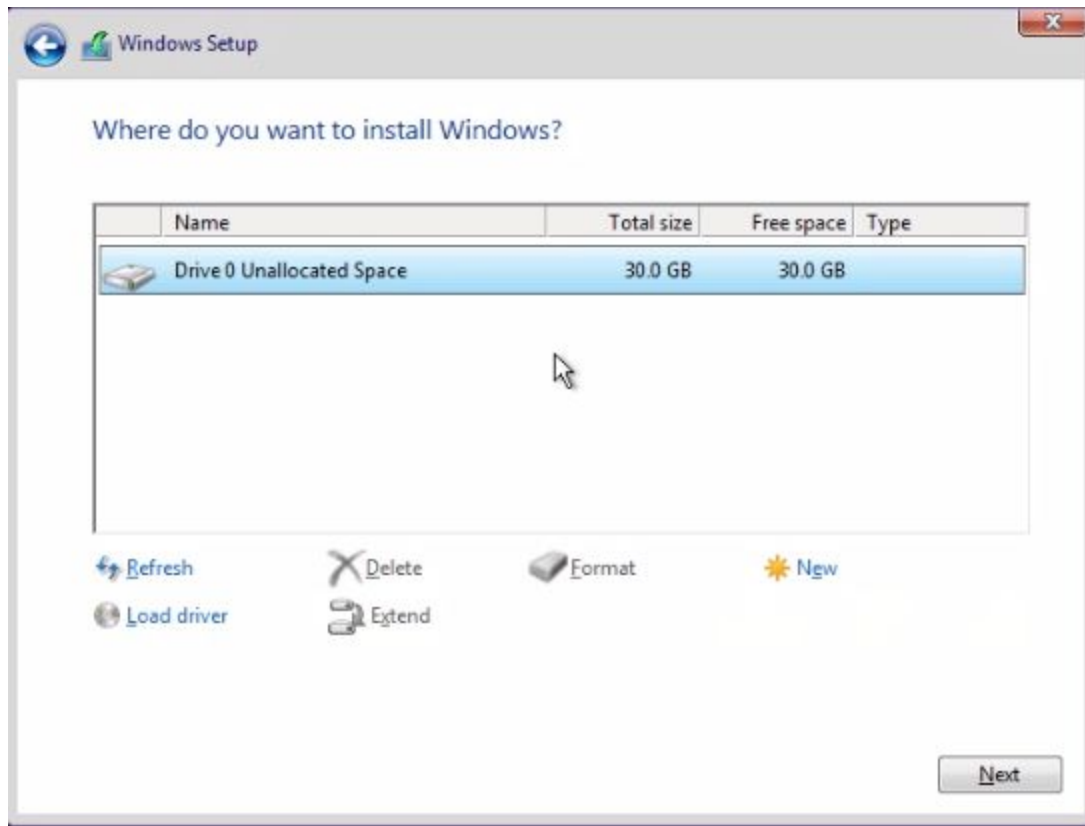 Windows Setup
Where do you want to install Windows?
Name Total size Free space Type
Drive 0 Unallocated Space 30.0 GB 30.0 GB
Refresh Delete Format New
Load driver Extend
Next